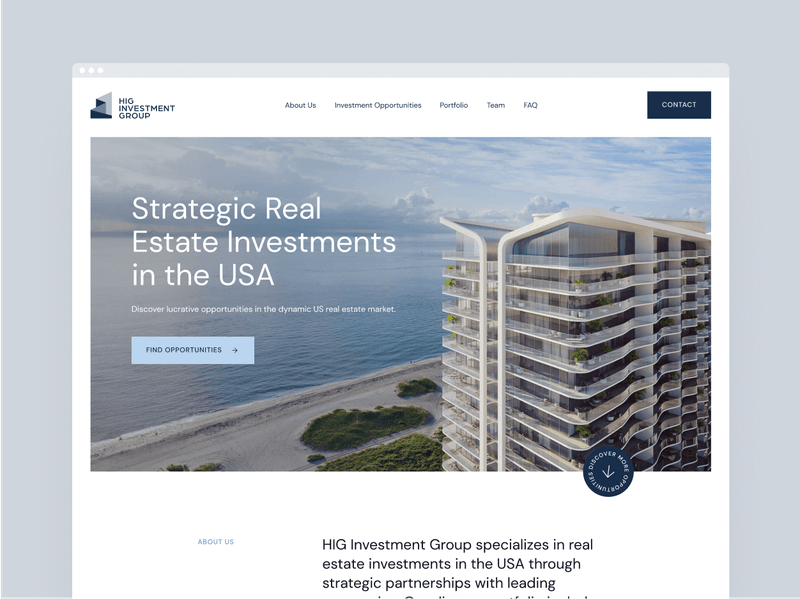 HIG
INVESTMENT
GROUP
About Us
Investment Opportunities
Portfolio
Team
FAQ
CONTACT
Strategic Real
Estate Investments
in the USA
Discover lucrative opportunities in the dynamic US real estate market.
FIND OPPORTUNITIES
DISCOVER MORE OPPORTUNITIES
ABOUT US
HIG Investment Group specializes in real
estate investments in the USA through
strategic partnerships with leading